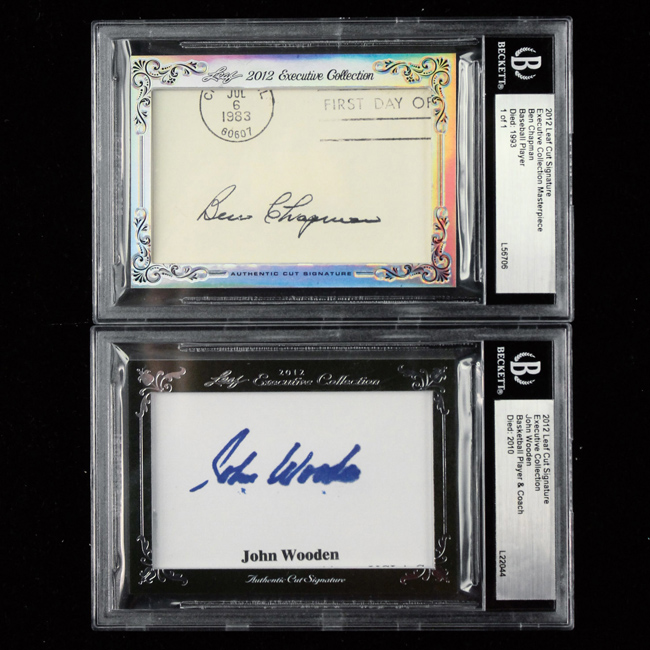 Leaf 2012 Executive Collection
JUL
6
1983
60607
FIRST DAY OF
Ben Chapman
AUTHENTIC CUT SIGNATURE
BECKETT®
2012 Leaf Cut Signature
Executive Collection Masterpiece
Ben Chapman
Died: 1993
Baseball Player
1 of 1
L56706
2012
Leaf Executive Collection
John Wooden
John Wooden
Authentic Cut Signature
BECKETT®
2012 Leaf Cut Signature
Executive Collection
John Wooden
Basketball Player & Coach
Died: 2010
L22044